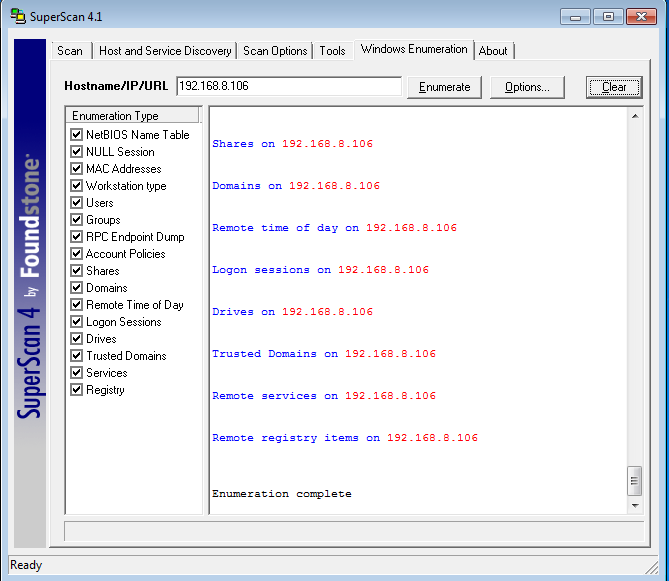 SuperScan 4.1
Scan
Host and Service Discovery
Scan Options
Tools
Windows Enumeration
About
Hostname/IP/URL
192.168.8.106
Enumerate
Options...
Clear
SuperScan 4 by Foundstone
Enumeration Type
NetBIOS Name Table
NULL Session
MAC Addresses
Workstation type
Users
Groups
RPC Endpoint Dump
Account Policies
Shares
Domains
Remote Time of Day
Logon Sessions
Drives
Trusted Domains
Services
Registry
Shares on 192.168.8.106
Domains on 192.168.8.106
Remote time of day on 192.168.8.106
Logon sessions on 192.168.8.106
Drives on 192.168.8.106
Trusted Domains on 192.168.8.106
Remote services on 192.168.8.106
Remote registry items on 192.168.8.106
Enumeration complete
Ready